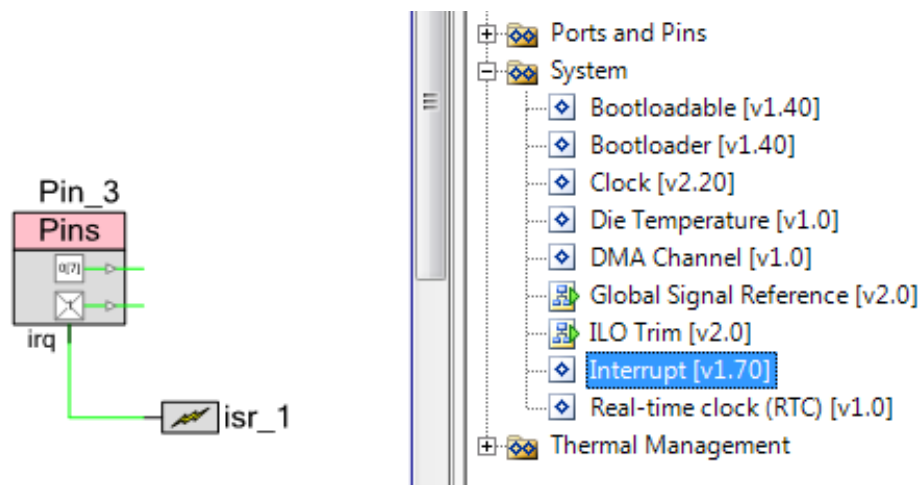 Pin_3
Pins
0[7]
irq
isr_1
Ports and Pins
System
Bootloadable [v1.40]
Bootloader [v1.40]
Clock [v2.20]
Die Temperature [v1.0]
DMA Channel [v1.0]
Global Signal Reference [v2.0]
ILO Trim [v2.0]
Interrupt [v1.70]
Real-time clock (RTC) [v1.0]
Thermal Management